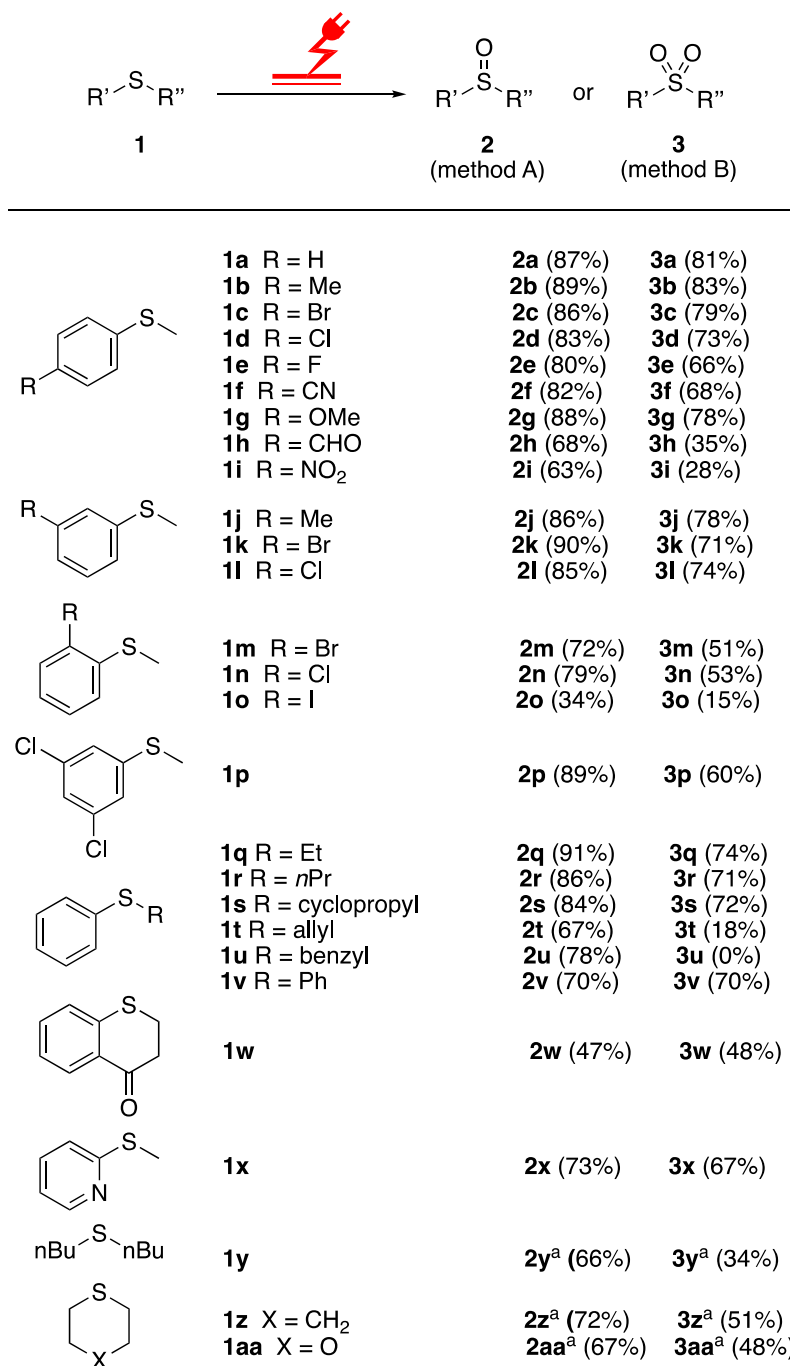 O
O O
S S S
R' R" R' R" or R' R"
1 2 3
(method A) (method B)
1a R = H 2a (87%) 3a (81%)
1b R = Me 2b (89%) 3b (83%)
1c R = Br 2c (86%) 3c (79%)
S
1d R = Cl 2d (83%) 3d (73%)
1e R = F 2e (80%) 3e (66%)
R
1f R = CN 2f (82%) 3f (68%)
1g R = OMe 2g (88%) 3g (78%)
1h R = CHO 2h (68%) 3h (35%)
1i R = NO₂ 2i (63%) 3i (28%)
R S
1j R = Me 2j (86%) 3j (78%)
1k R = Br 2k (90%) 3k (71%)
1l R = Cl 2l (85%) 3l (74%)
R
S
1m R = Br 2m (72%) 3m (51%)
1n R = Cl 2n (79%) 3n (53%)
1o R = I 2o (34%) 3o (15%)
Cl S
1p 2p (89%) 3p (60%)
Cl
1q R = Et 2q (91%) 3q (74%)
1r R = nPr 2r (86%) 3r (71%)
S R
1s R = cyclopropyl 2s (84%) 3s (72%)
1t R = allyl 2t (67%) 3t (18%)
1u R = benzyl 2u (78%) 3u (0%)
1v R = Ph 2v (70%) 3v (70%)
S
1w 2w (47%) 3w (48%)
O
S
1x 2x (73%) 3x (67%)
N
S
nBu nBu 1y 2yᵃ (66%) 3yᵃ (34%)
S
1z X = CH₂ 2zᵃ (72%) 3zᵃ (51%)
X 1aa X = O 2aaᵃ (67%) 3aaᵃ (48%)